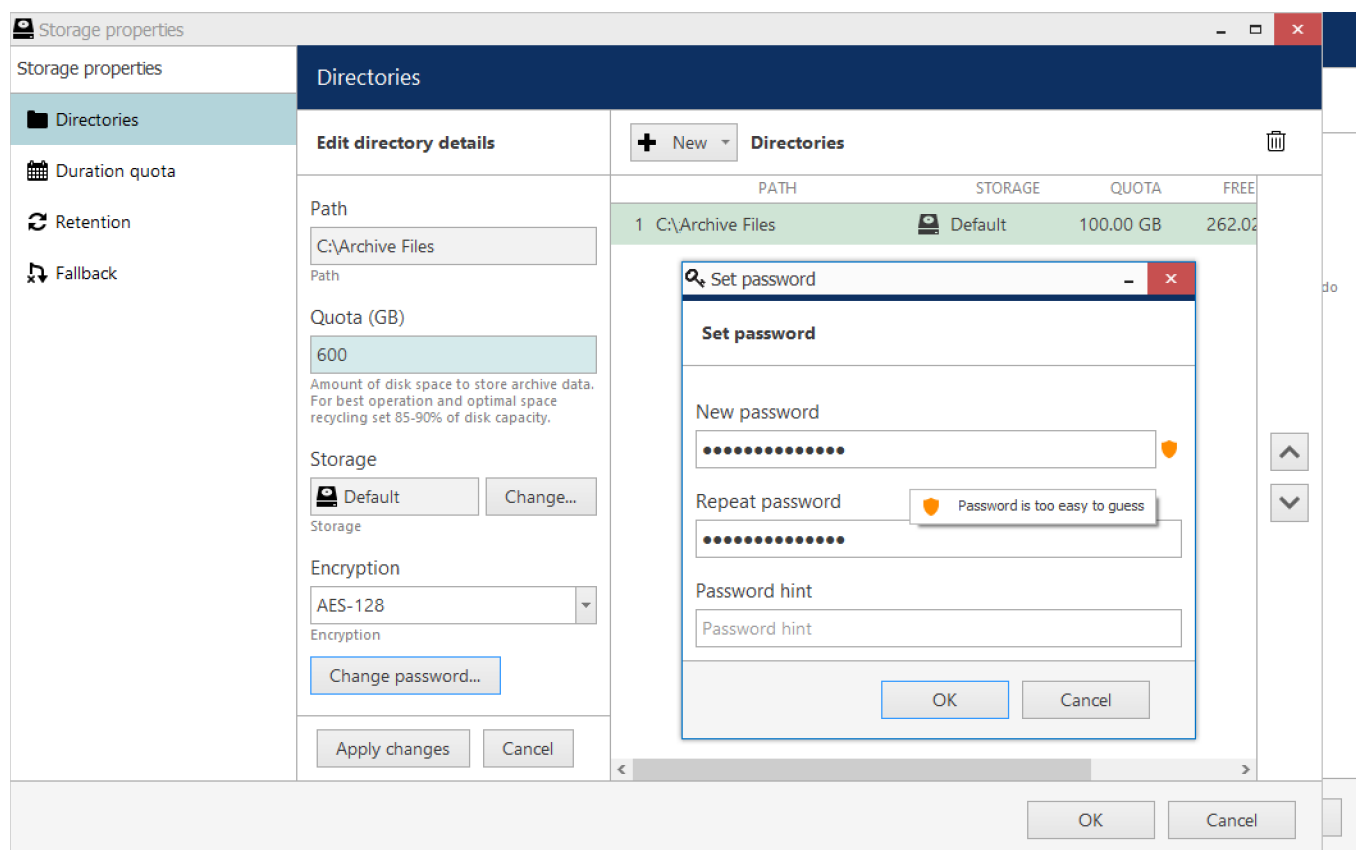 Storage properties
Storage properties
Directories
Duration quota
Retention
Fallback
Directories
Edit directory details
Path
C:\Archive Files
Path
Quota (GB)
600
Amount of disk space to store archive data.
For best operation and optimal space
recycling set 85-90% of disk capacity.
Storage
Default
Change...
Storage
Encryption
AES-128
Encryption
Change password...
Apply changes
Cancel
New
Directories
PATH STORAGE QUOTA FREE
1 C:\Archive Files Default 100.00 GB 262.02
Set password
Set password
New password
••••••••••••••
Repeat password
Password is too easy to guess
••••••••••••••
Password hint
Password hint
OK
Cancel
do
OK
Cancel